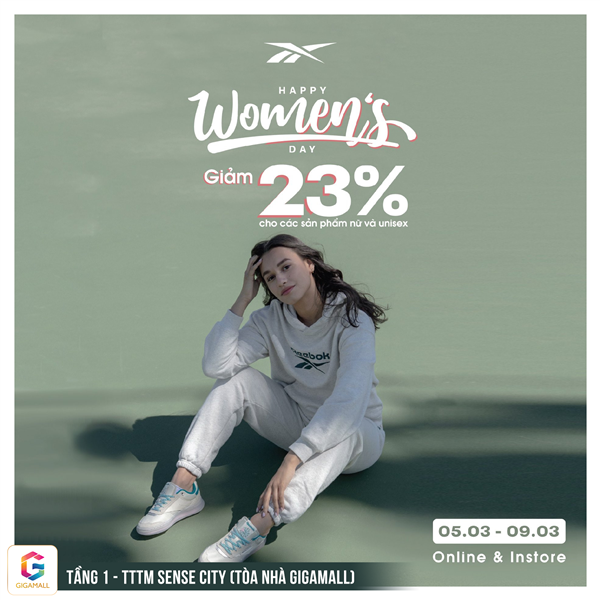 HAPPY
Women's
DAY
Giảm 23%
cho các sản phẩm nữ và unisex
Reebok
05.03 - 09.03
Online & Instore
GIGAMALL
TẦNG 1 - TTTM SENSE CITY (TÒA NHÀ GIGAMALL)